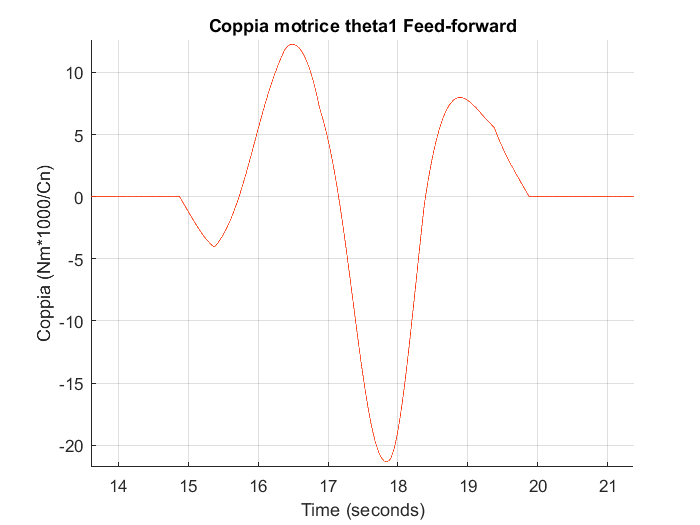 Coppia motrice theta1 Feed-forward
Coppia (Nm*1000/Cn)
10
5
0
-5
-10
-15
-20
14 15 16 17 18 19 20 21
Time (seconds)